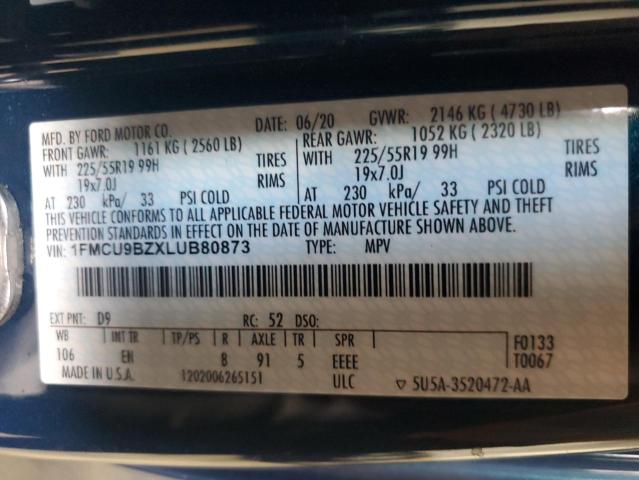 MFD. BY FORD MOTOR CO. DATE: 06/20 GVWR: 2146 KG ( 4730 LB)
FRONT GAWR: 1161 KG ( 2560 LB) REAR GAWR: 1052 KG ( 2320 LB)
WITH 225/55R19 99H TIRES WITH 225/55R19 99H TIRES
19x7.0J RIMS 19x7.0J RIMS
AT 230 kPa/ 33 PSI COLD AT 230 kPa/ 33 PSI COLD
THIS VEHICLE CONFORMS TO ALL APPLICABLE FEDERAL MOTOR VEHICLE SAFETY AND THEFT
PREVENTION STANDARDS IN EFFECT ON THE DATE OF MANUFACTURE SHOWN ABOVE.
VIN: 1FMCU9BZXLUB80873 TYPE: MPV
EXT PNT: D9 RC: 52 DSO:
WB INT TR TP/PS R AXLE TR SPR F0133
106 EN 8 91 5 EEEE T0067
MADE IN U.S.A. 1202006265151 ULC ▽ 5U5A-3520472-AA